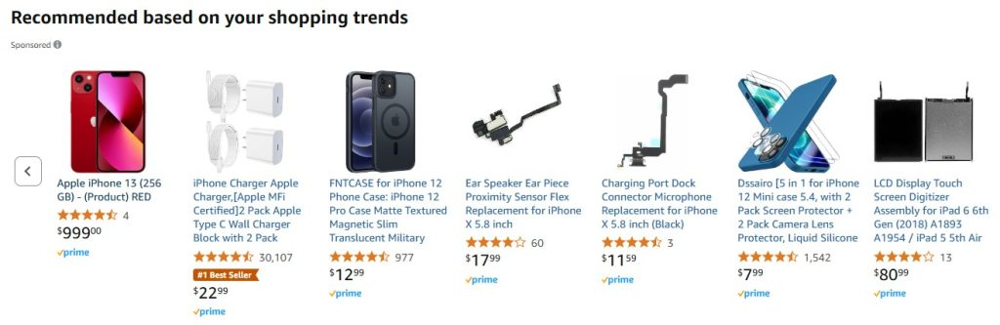 Recommended based on your shopping trends
Sponsored
Apple iPhone 13 (256
GB) - (Product) RED
4
$999.00
prime
iPhone Charger Apple
Charger,[Apple MFi
Certified]2 Pack Apple
Type C Wall Charger
Block with 2 Pack
30,107
#1 Best Seller
$22.99
prime
FNTCASE for iPhone 12
Phone Case: iPhone 12
Pro Case Matte Textured
Magnetic Slim
Translucent Military
977
$12.99
prime
Ear Speaker Ear Piece
Proximity Sensor Flex
Replacement for iPhone
X 5.8 inch
60
$17.99
prime
Charging Port Dock
Connector Microphone
Replacement for iPhone
X 5.8 inch (Black)
3
$11.59
prime
Dssairo [5 in 1 for iPhone
12 Mini case 5.4, with 2
Pack Screen Protector +
2 Pack Camera Lens
Protector, Liquid Silicone
1,542
$7.99
prime
LCD Display Touch
Screen Digitizer
Assembly for iPad 6 6th
Gen (2018) A1893
A1954 / iPad 5 5th Air
13
$80.99
prime